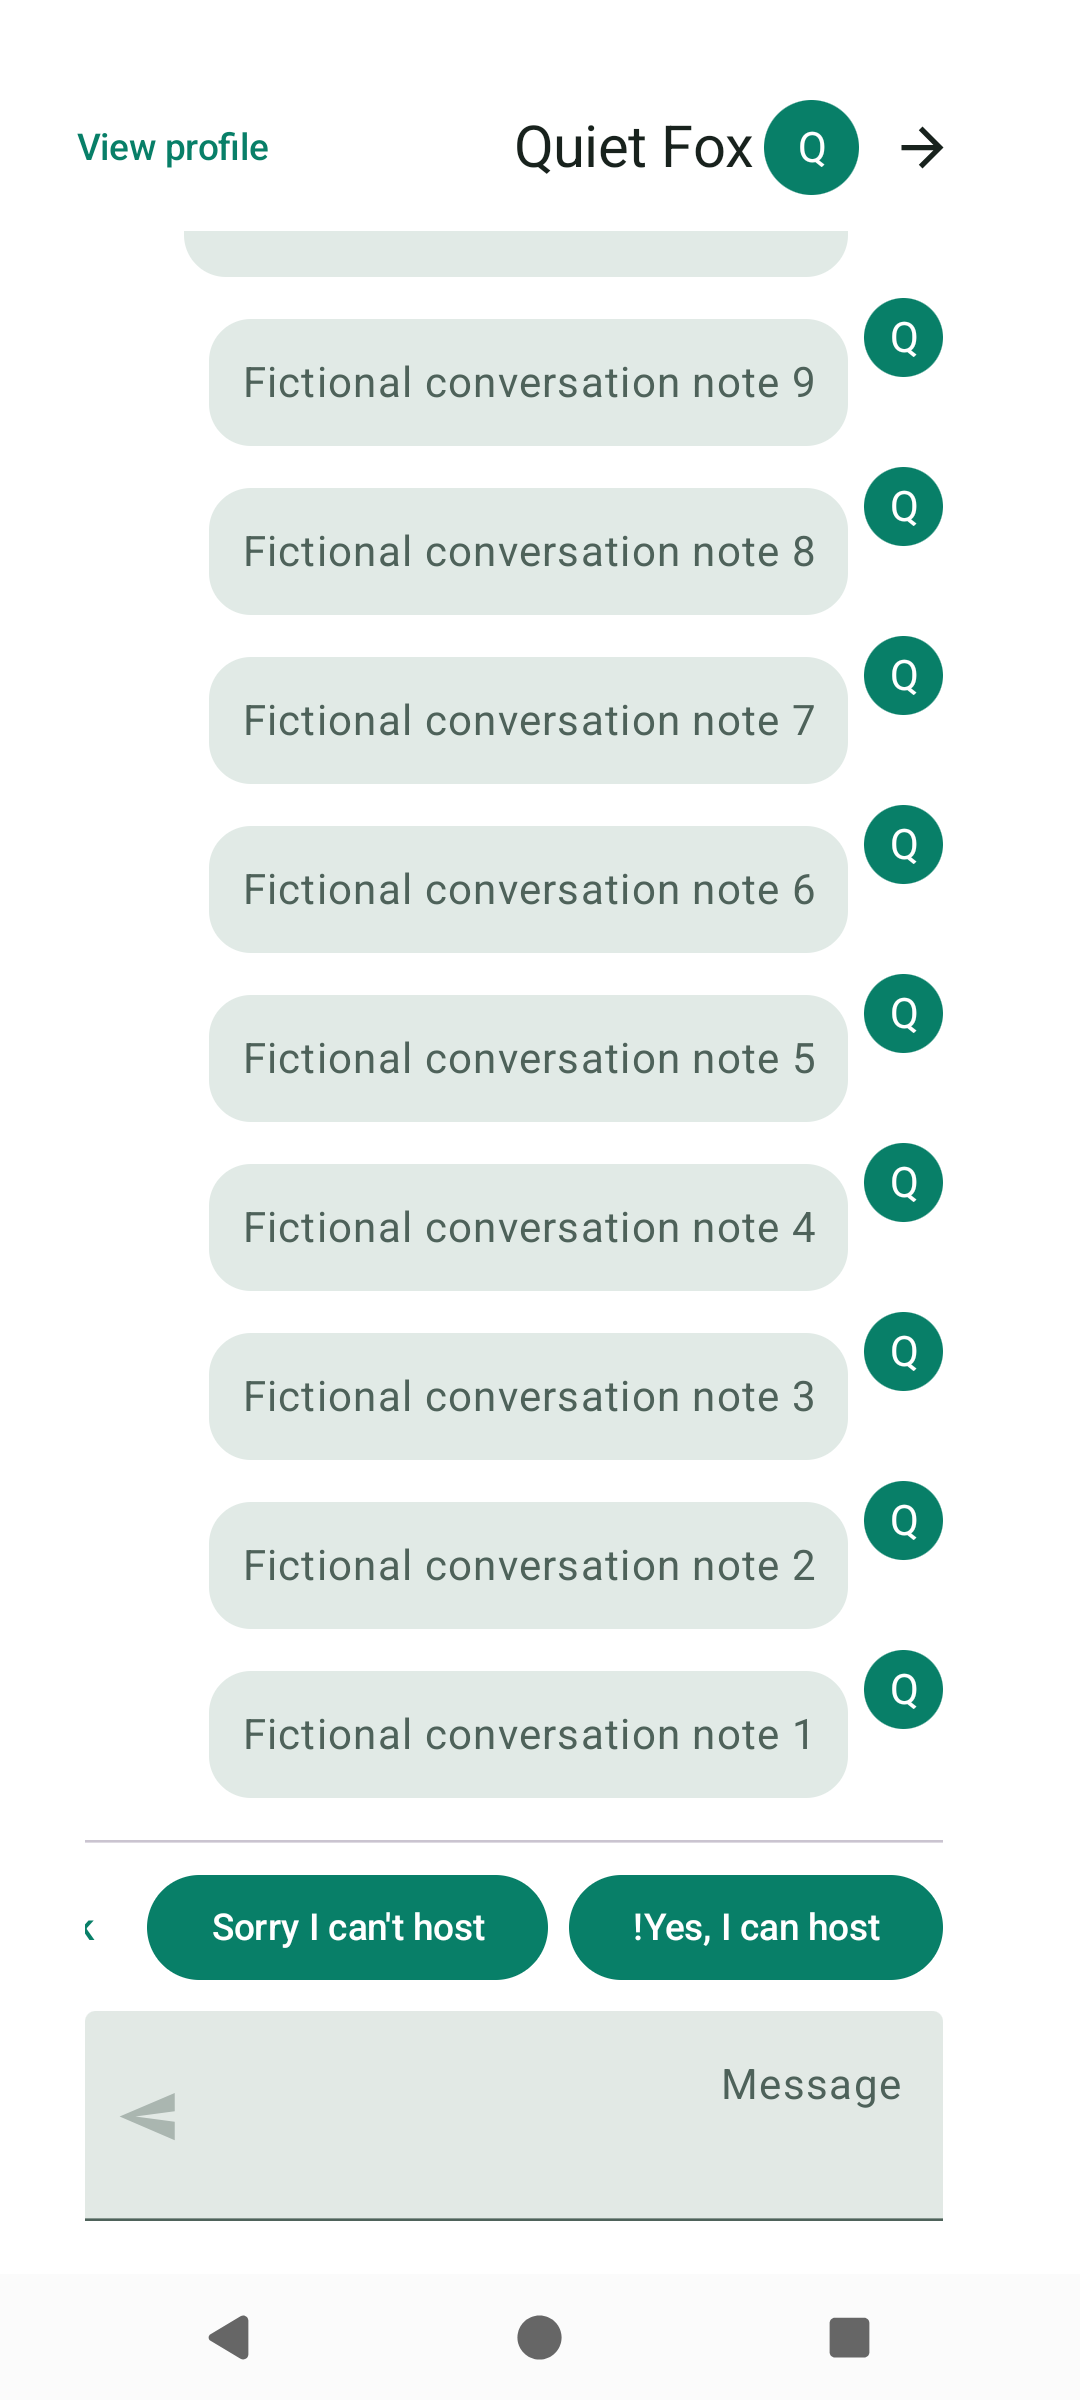 View profile
Quiet Fox
Q
Q
Fictional conversation note 9
Q
Fictional conversation note 8
Q
Fictional conversation note 7
Q
Fictional conversation note 6
Q
Fictional conversation note 5
Q
Fictional conversation note 4
Q
Fictional conversation note 3
Q
Fictional conversation note 2
Q
Fictional conversation note 1
Sorry I can't host
!Yes, I can host
Message